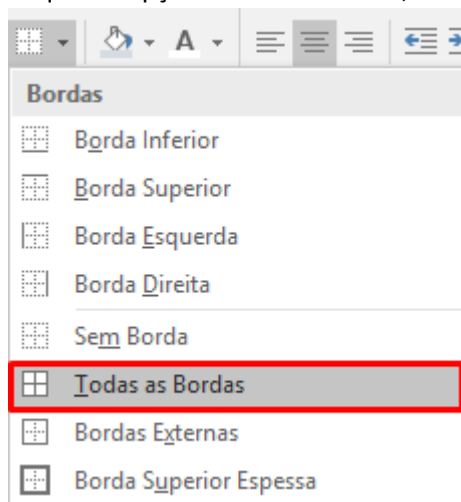 A
Bordas
Borda Inferior
Borda Superior
Borda Esquerda
Borda Direita
Sem Borda
Todas as Bordas
Bordas Externas
Borda Superior Espessa